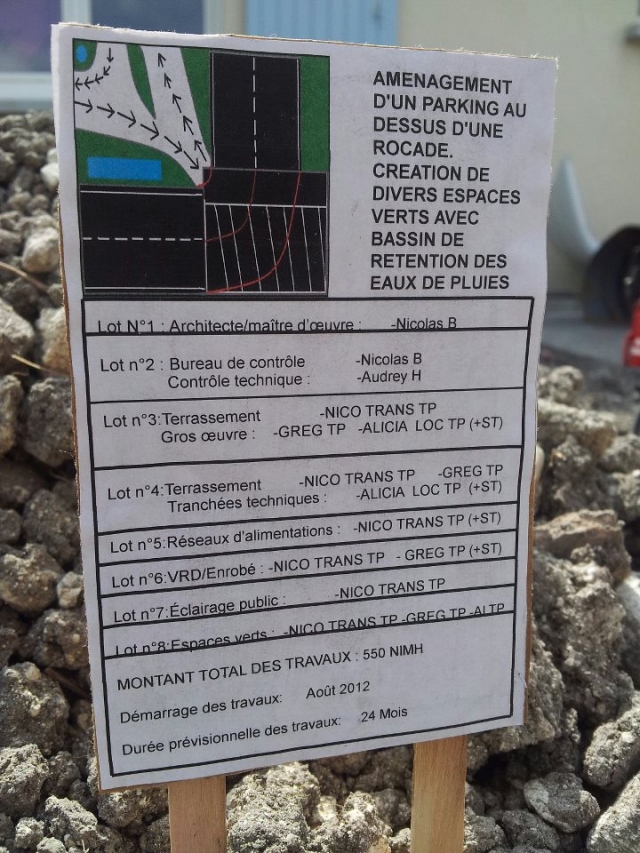 AMENAGEMENT
D'UN PARKING AU
DESSUS D'UNE
ROCADE.
CREATION DE
DIVERS ESPACES
VERTS AVEC
BASSIN DE
RETENTION DES
EAUX DE PLUIES
Lot N°1 : Architecte/maître d'œuvre : -Nicolas B
Lot n°2 : Bureau de contrôle -Nicolas B
Contrôle technique : -Audrey H
Lot n°3:Terrassement -NICO TRANS TP
Gros œuvre : -GREG TP -ALICIA LOC TP (+ST)
Lot n°4:Terrassement -NICO TRANS TP -GREG TP
Tranchées techniques : -ALICIA LOC TP (+ST)
Lot n°5:Réseaux d'alimentations : -NICO TRANS TP (+ST)
Lot n°6:VRD/Enrobé : -NICO TRANS TP - GREG TP (+ST)
Lot n°7:Éclairage public : -NICO TRANS TP
Lot n°8:Espaces verts : -NICO TRANS TP -GREG TP -ALTP
MONTANT TOTAL DES TRAVAUX : 550 NIMH
Démarrage des travaux: Août 2012
Durée prévisionnelle des travaux: 24 Mois